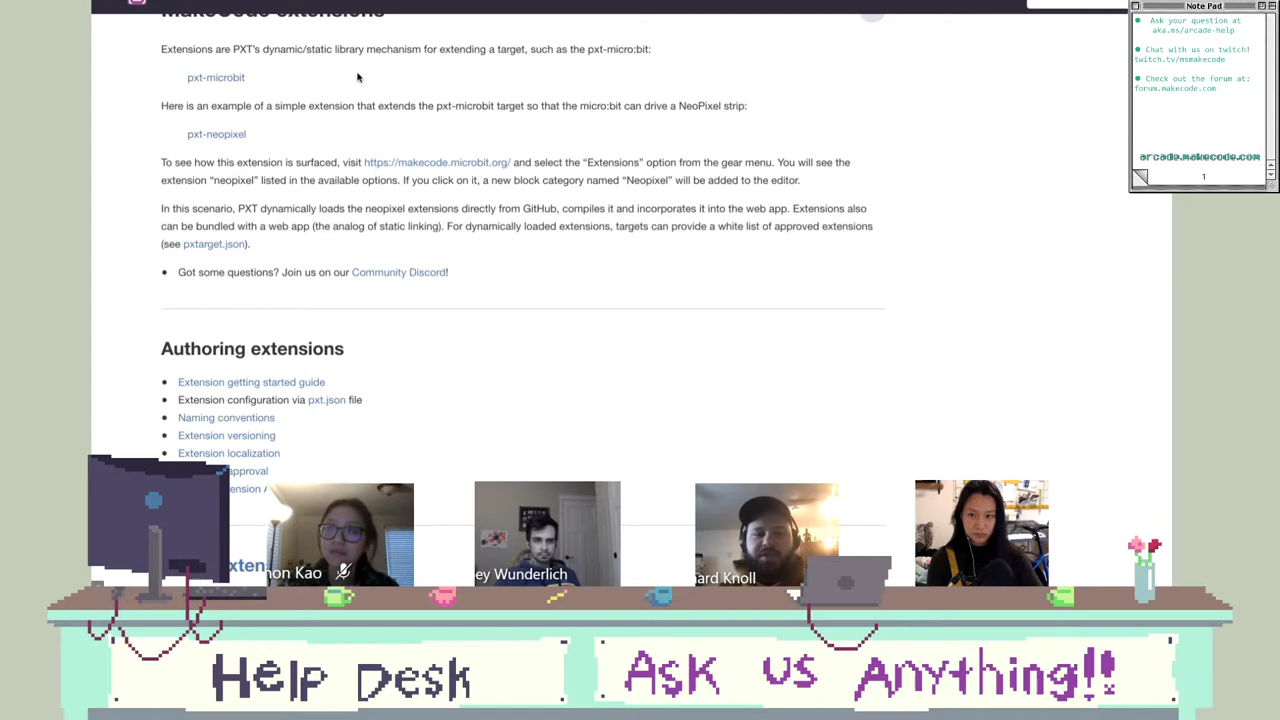 MakeCode extensions
Extensions are PXT's dynamic/static library mechanism for extending a target, such as the pxt-micro:bit:
pxt-microbit
Here is an example of a simple extension that extends the pxt-microbit target so that the micro:bit can drive a NeoPixel strip:
pxt-neopixel
To see how this extension is surfaced, visit https://makecode.microbit.org/ and select the “Extensions” option from the gear menu. You will see the
extension “neopixel” listed in the available options. If you click on it, a new block category named “Neopixel” will be added to the editor.
In this scenario, PXT dynamically loads the neopixel extensions directly from GitHub, compiles it and incorporates it into the web app. Extensions also
can be bundled with a web app (the analog of static linking). For dynamically loaded extensions, targets can provide a white list of approved extensions
(see pxtarget.json).
• Got some questions? Join us on our Community Discord!
Authoring extensions
• Extension getting started guide
• Extension configuration via pxt.json file
• Naming conventions
• Extension versioning
• Extension localization
approval
ension A
xten
Note Pad
• Ask your question at
aka.ms/arcade-help
• Chat with us on twitch!
twitch.tv/msmakecode
• Check out the forum at:
forum.makecode.com
arcade.makecode.com
1
non Kao
ey Wunderlich
ard Knoll
Help Desk
Ask us Anything!!